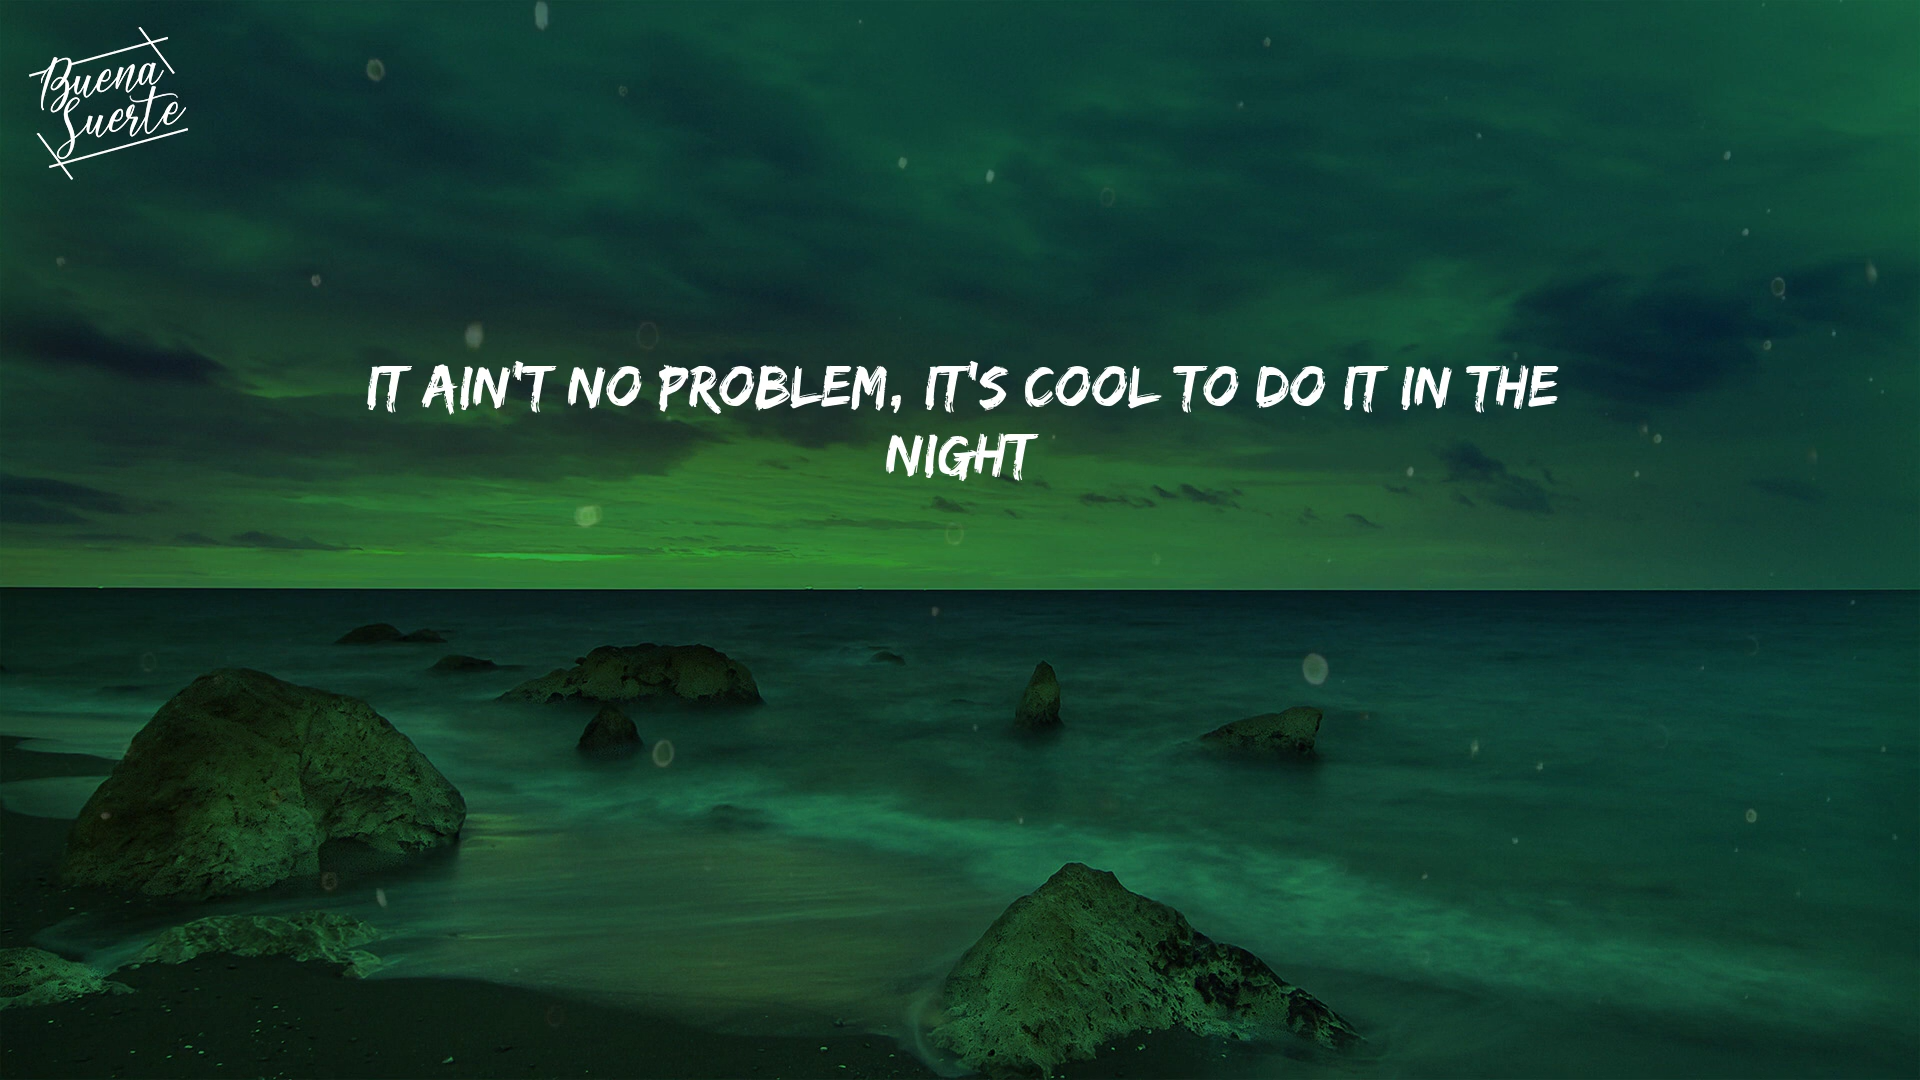 Buena
Suerte
IT AIN'T NO PROBLEM, IT'S COOL TO DO IT IN THE
NIGHT